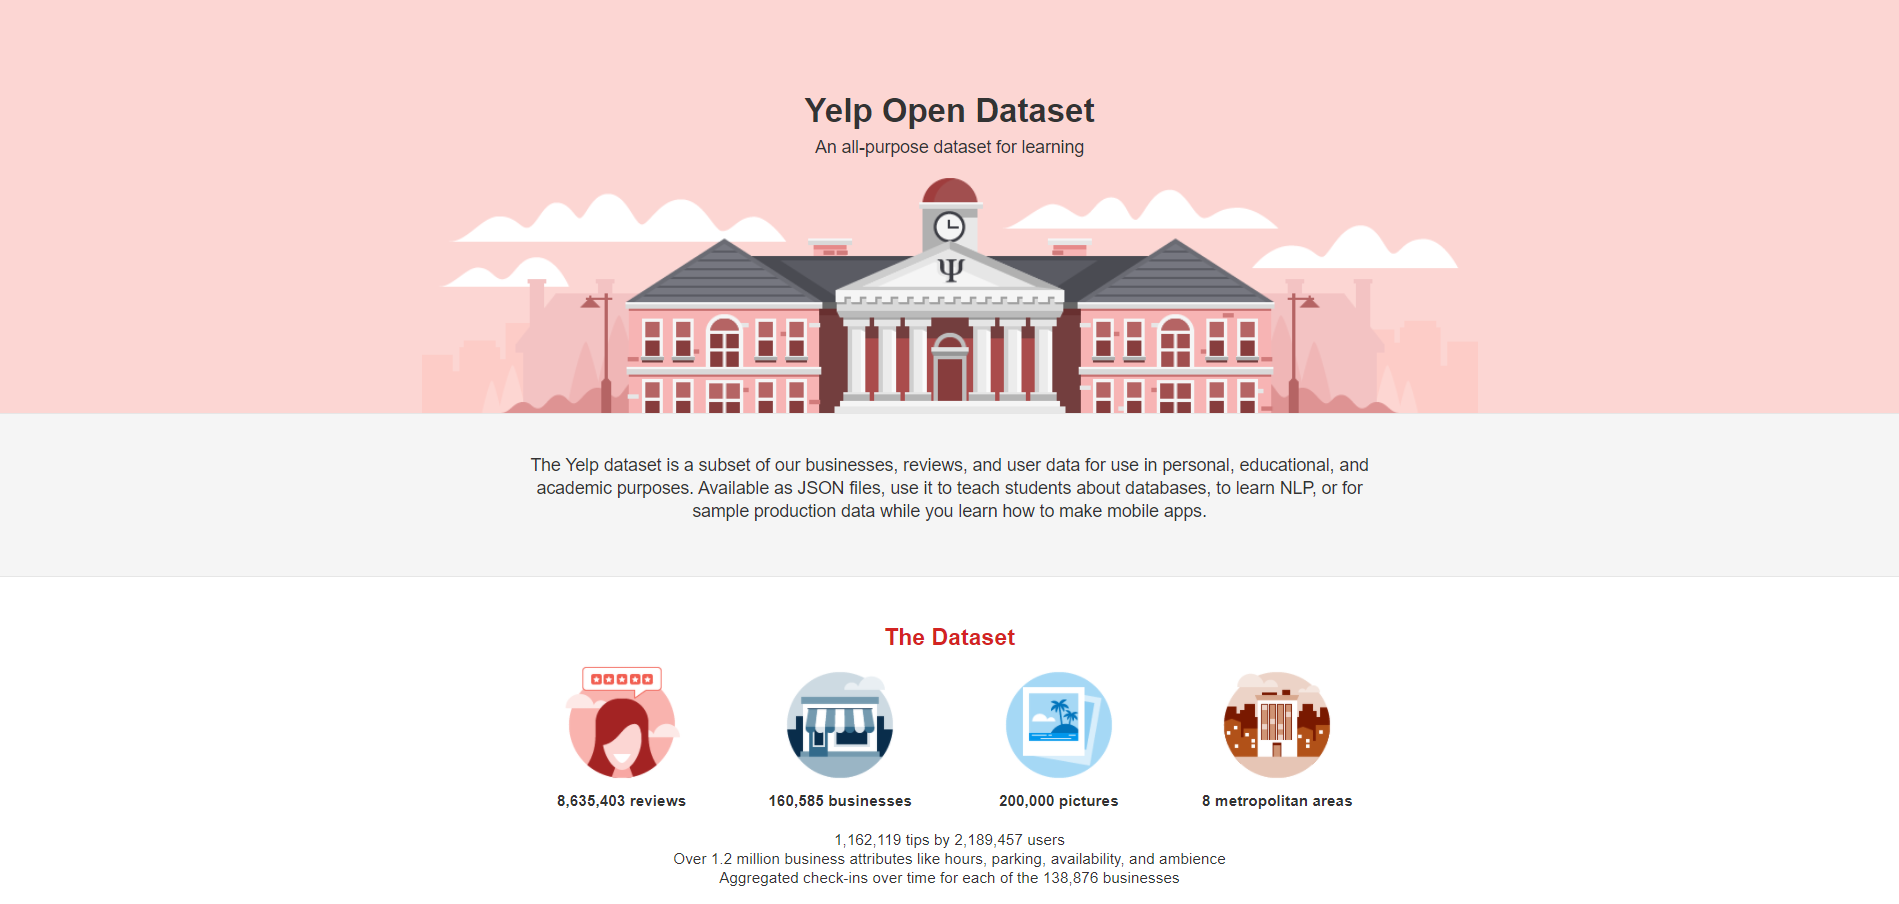 Yelp Open Dataset
An all-purpose dataset for learning
Ψ
The Yelp dataset is a subset of our businesses, reviews, and user data for use in personal, educational, and
academic purposes. Available as JSON files, use it to teach students about databases, to learn NLP, or for
sample production data while you learn how to make mobile apps.
The Dataset
8,635,403 reviews
160,585 businesses
200,000 pictures
8 metropolitan areas
1,162,119 tips by 2,189,457 users
Over 1.2 million business attributes like hours, parking, availability, and ambience
Aggregated check-ins over time for each of the 138,876 businesses